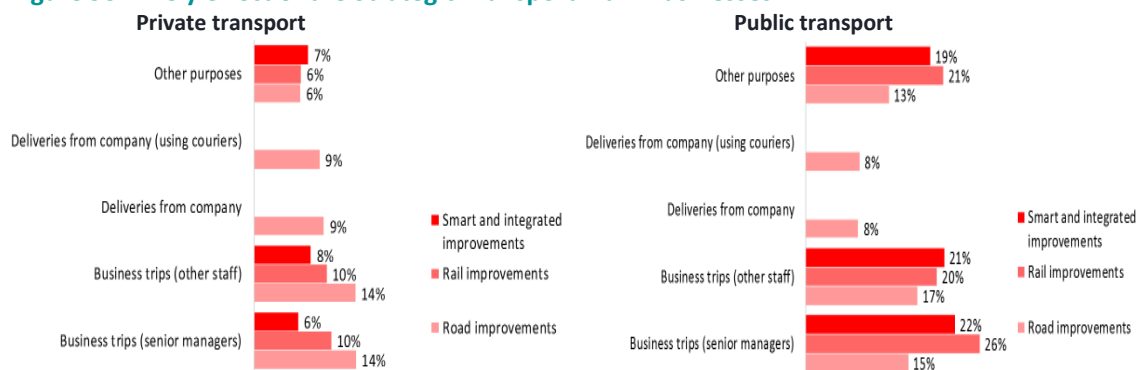 Private transport
Other purposes
7%
6%
6%
Deliveries from company (using couriers)
9%
Deliveries from company
9%
Business trips (other staff)
8%
10%
14%
Business trips (senior managers)
6%
10%
14%
Smart and integrated
improvements
Rail improvements
Road improvements
Public transport
Other purposes
19%
21%
13%
Deliveries from company (using couriers)
8%
Deliveries from company
8%
Business trips (other staff)
21%
20%
17%
Business trips (senior managers)
22%
26%
15%
Smart and integrated
improvements
Rail improvements
Road improvements